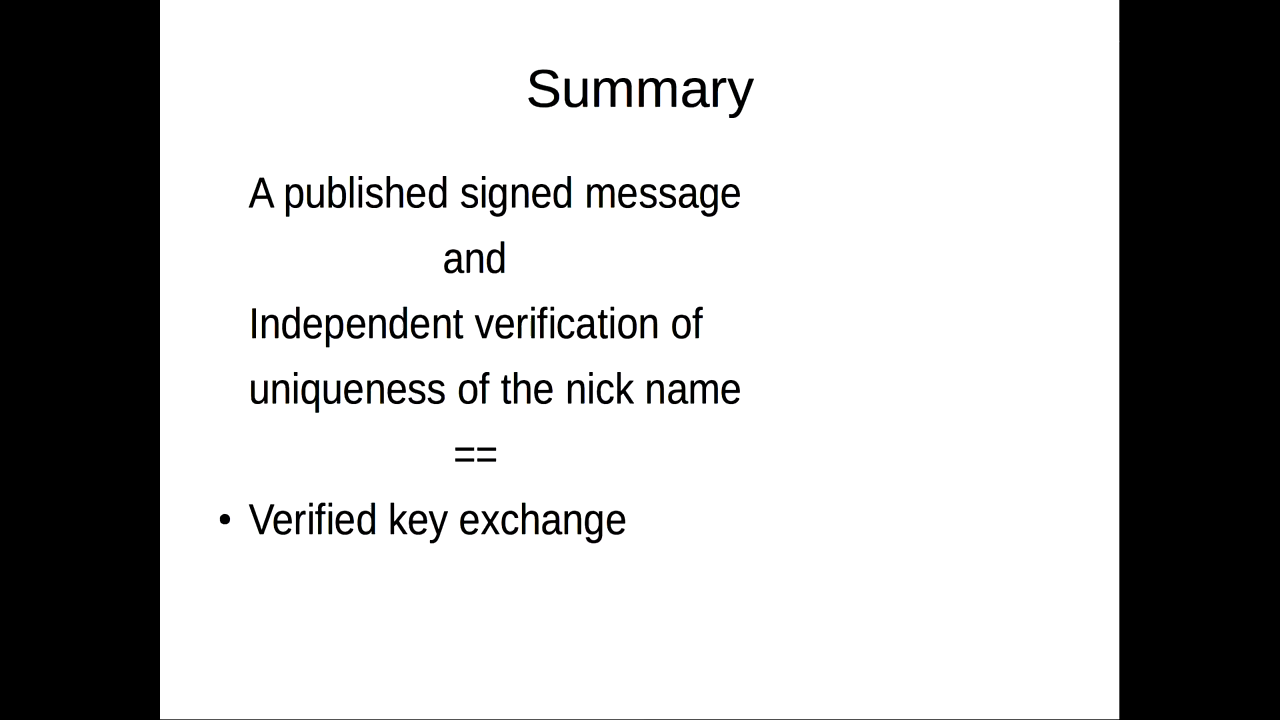 Summary
A published signed message
and
Independent verification of
uniqueness of the nick name
==
• Verified key exchange